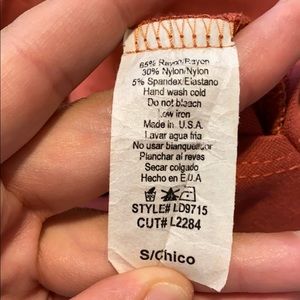 65% Rayon/Rayon
30% Nylon/Nylon
5% Spandex/Elastano
Hand wash cold
Do not bleach
Low iron
Made in U.S.A
Lavar agua fria
No usar blanqueador
Planchar al reves
Secar colgado
Hecho en E.U.A
STYLE# LD9715
CUT# L2284
S/Chico